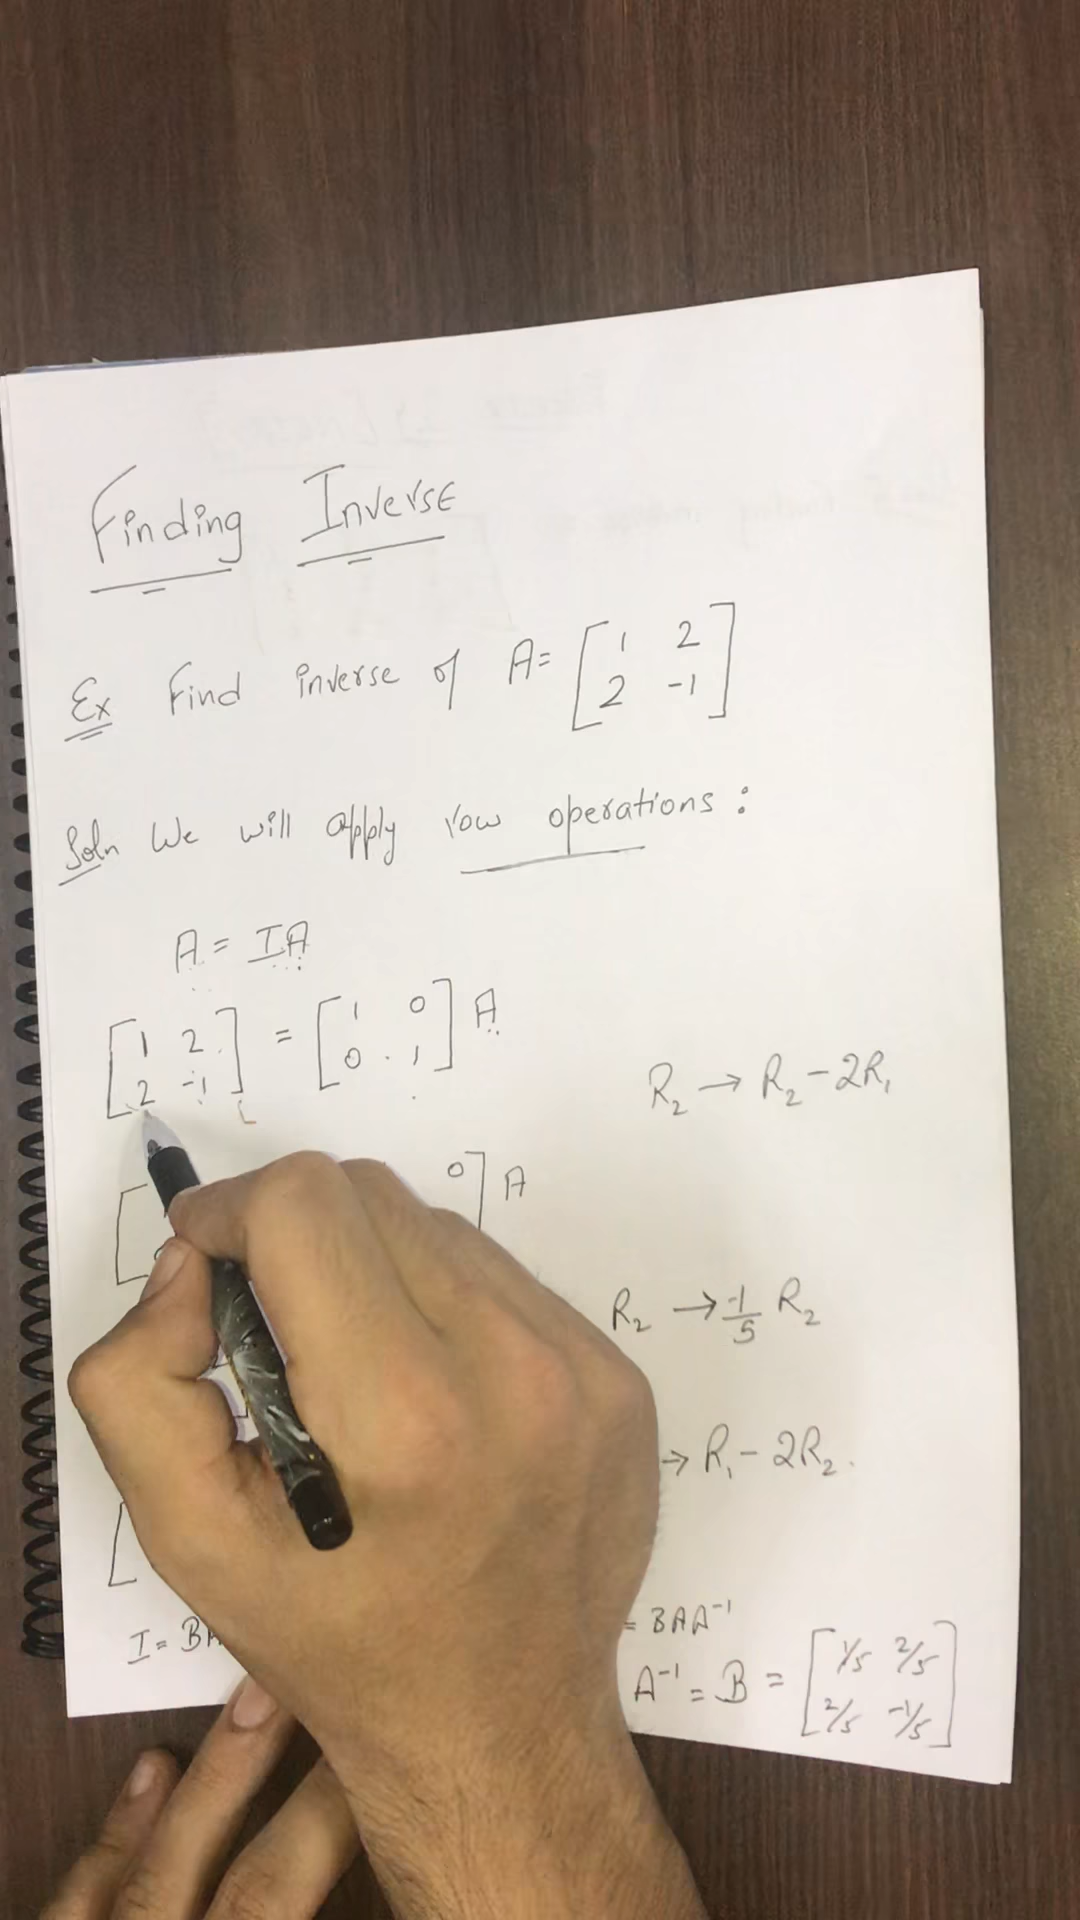 Finding Inverse
Ex Find inverse of A = [ 1 2
2 -1 ]
Soln We will apply row operations :
A = IA
[ 1 2
2 -1 ] = [ 1 0
0 1 ] A
R₂ → R₂ - 2R₁
0 ] A
R₂ → -1/5 R₂
→ R₁ - 2R₂.
I = BA
= BAA⁻¹
A⁻¹ = B = [ 1/5 2/5
2/5 -1/5 ]